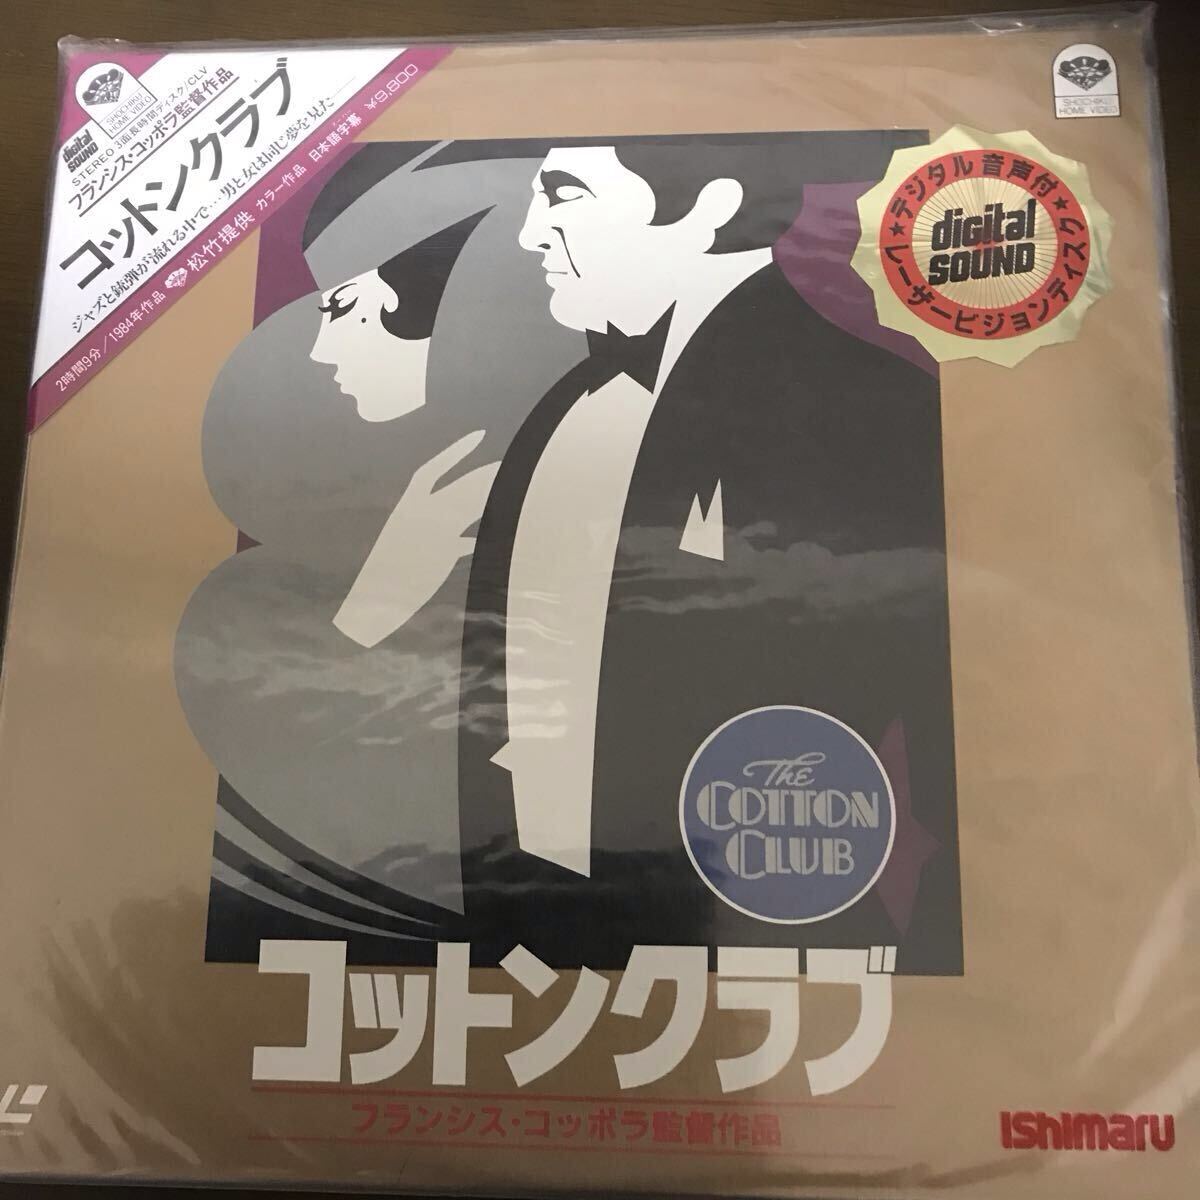 SHOCHIKU
HOME VIDEO
digital
SOUND
STEREO 3面長時間ディスク/CLV
フランシス・コッポラ監督作品
コットンクラブ
ジャズと銃弾が流れる中で…男と女は同じ夢を見た――
2時間9分/1984年作品 松竹提供 カラー作品 日本語字幕 ¥9,800
SHOCHIKU
HOME VIDEO
★デジタル音声付★
レーザービジョンディスク
digital
SOUND
The
COTTON
CLUB
コットンクラブ
フランシス・コッポラ監督作品
Ishimaru